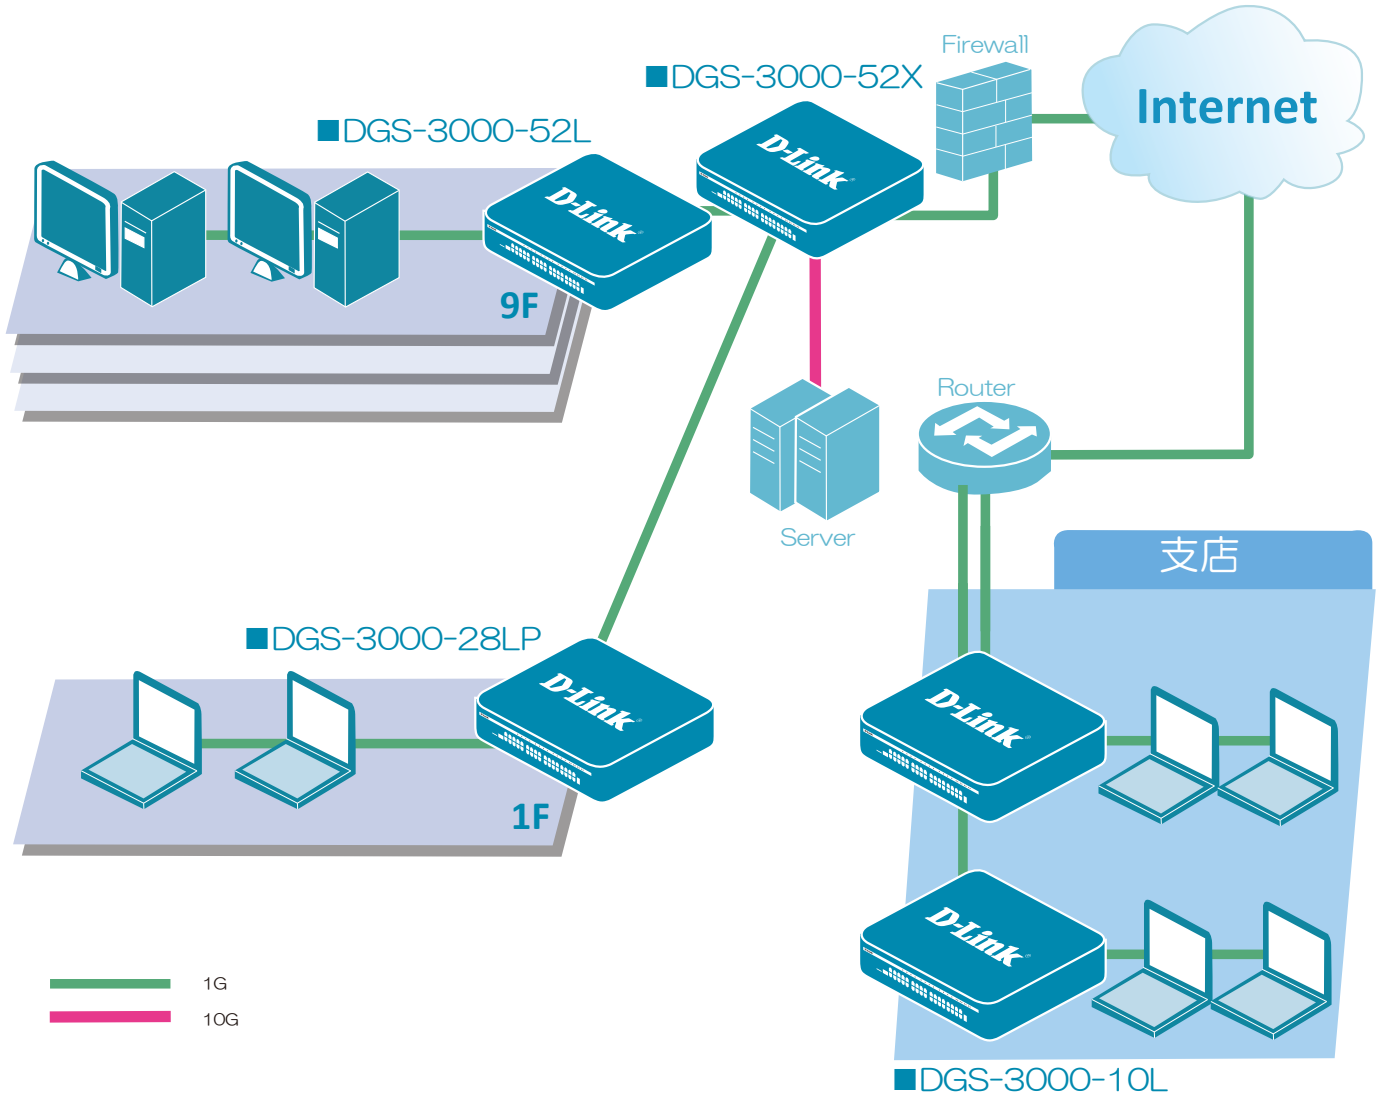 Firewall
■DGS-3000-52X
Internet
■DGS-3000-52L
D-Link
D-Link
9F
Router
Server
支店
■DGS-3000-28LP
D-Link
D-Link
1F
D-Link
1G
10G
■DGS-3000-10L